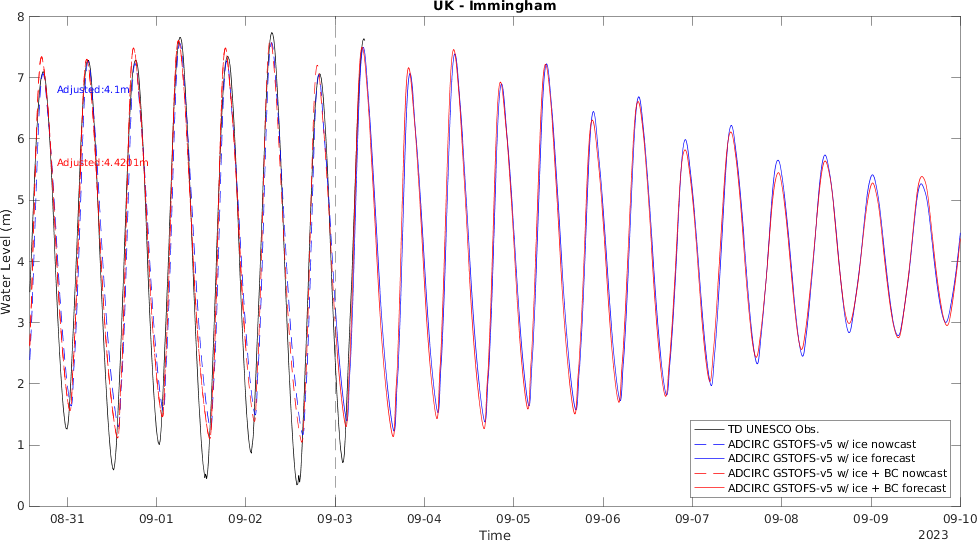 UK - Immingham
8
7
6
5
4
3
2
1
0
Water Level (m)
Adjusted:4.1m
Adjusted:4.4201m
TD UNESCO Obs.
ADCIRC GSTOFS-v5 w/ ice nowcast
ADCIRC GSTOFS-v5 w/ ice forecast
ADCIRC GSTOFS-v5 w/ ice + BC nowcast
ADCIRC GSTOFS-v5 w/ ice + BC forecast
08-31 09-01 09-02 09-03 09-04 09-05 09-06 09-07 09-08 09-09 09-10
Time
2023